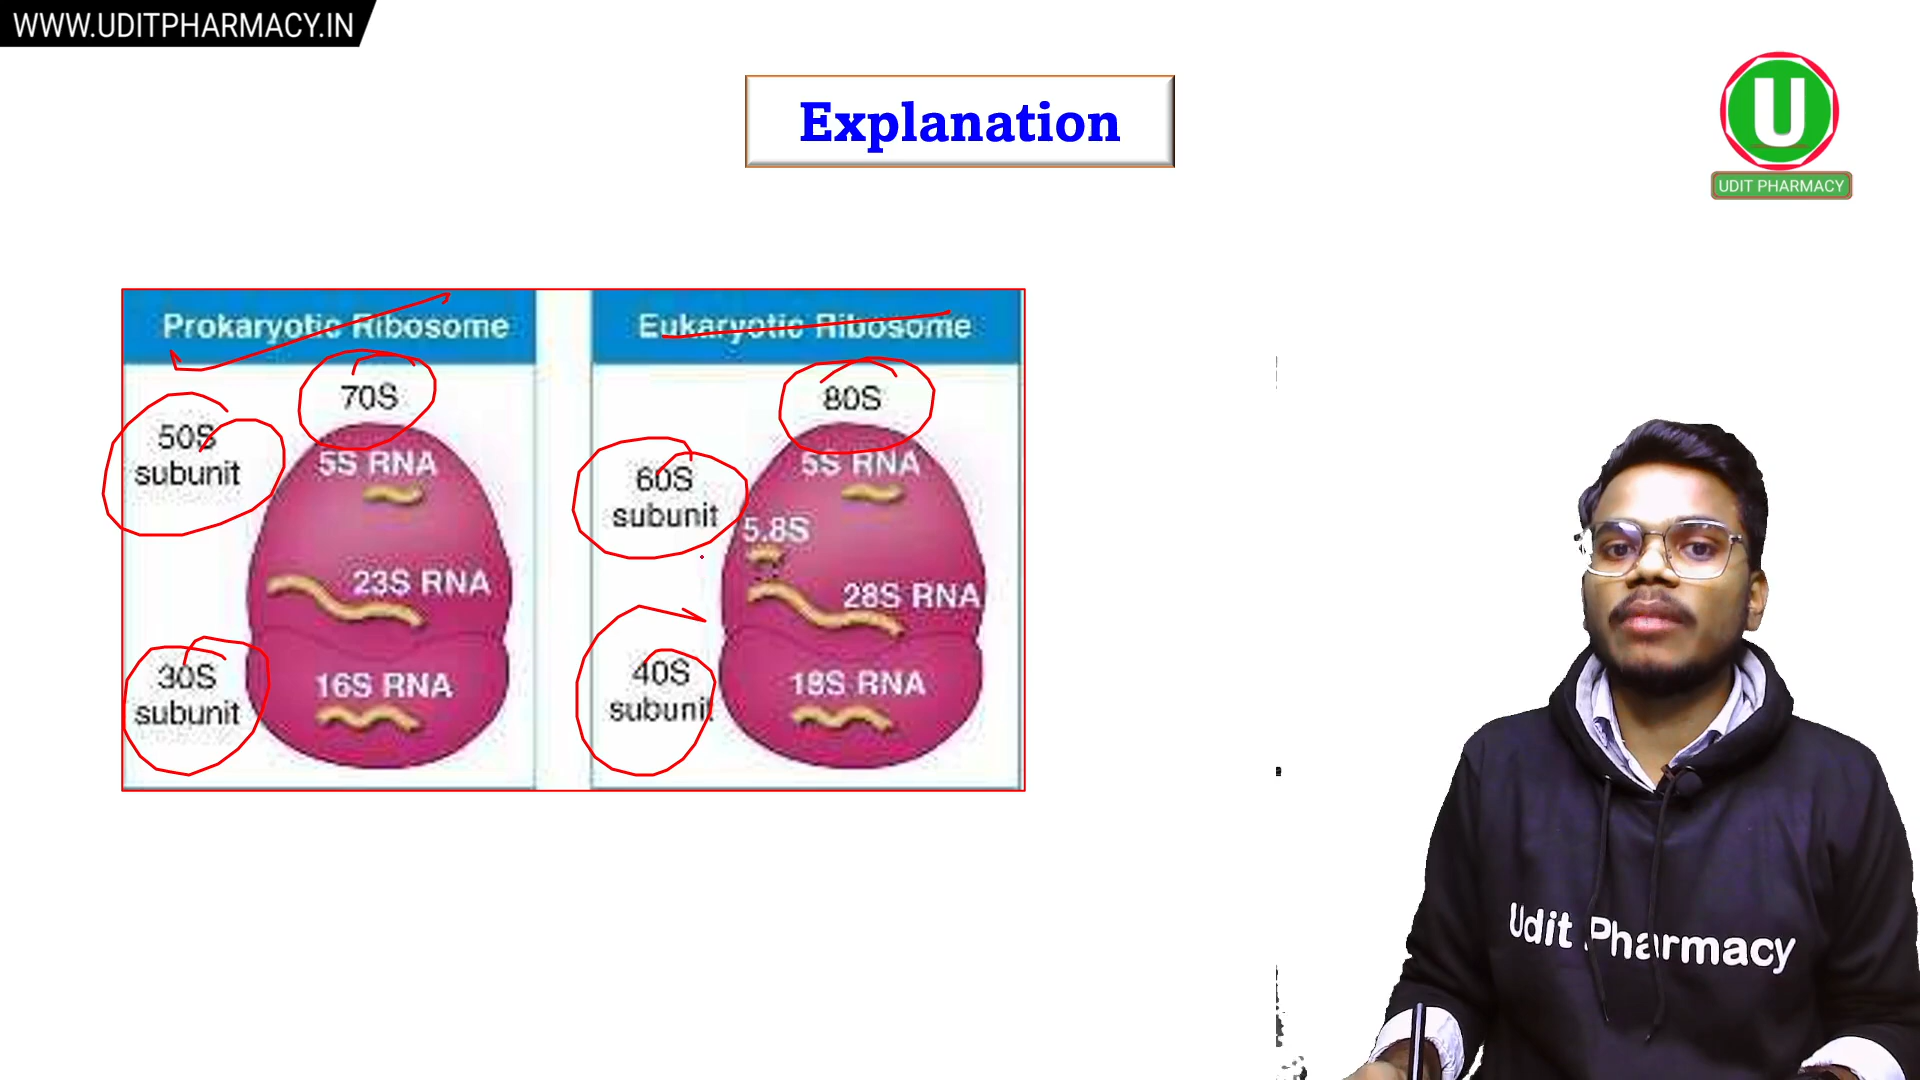 WWW.UDITPHARMACY.IN
Explanation
U
UDIT PHARMACY
Prokaryotic Ribosome
70S
50S
subunit
5S RNA
23S RNA
30S
subunit
16S RNA
Eukaryotic Ribosome
80S
60S
subunit
5S RNA
5.8S
28S RNA
40S
subunit
18S RNA
Udit Pharmacy